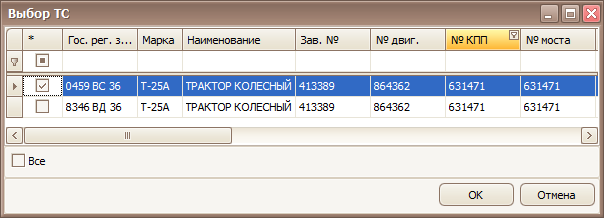 Выбор ТС
* Гос. рег. з... Марка Наименование Зав. № № двиг. № КПП № моста
0459 ВС 36 Т-25А ТРАКТОР КОЛЕСНЫЙ 413389 864362 631471 631471
8346 ВД 36 Т-25А ТРАКТОР КОЛЕСНЫЙ 413389 864362 631471 631471
Все
ОК Отмена